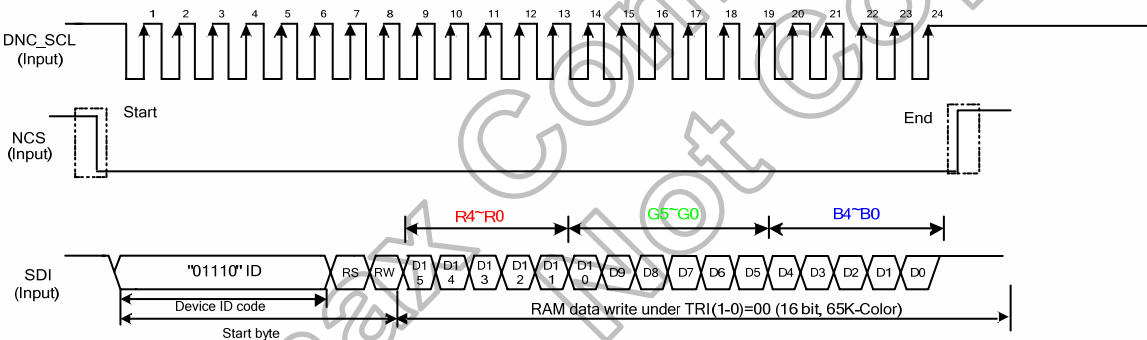 1 2 3 4 5 6 7 8 9 10 11 12 13 14 15 16 17 18 19 20 21 22 23 24
DNC_SCL
(Input)
Start
End
NCS
(Input)
R4~R0 G5~G0 B4~B0
SDI
(Input)
"01110" ID RS RW D15 D14 D13 D12 D11 D10 D9 D8 D7 D6 D5 D4 D3 D2 D1 D0
Device ID code
RAM data write under TRI(1-0)=00 (16 bit, 65K-Color)
Start byte
Not